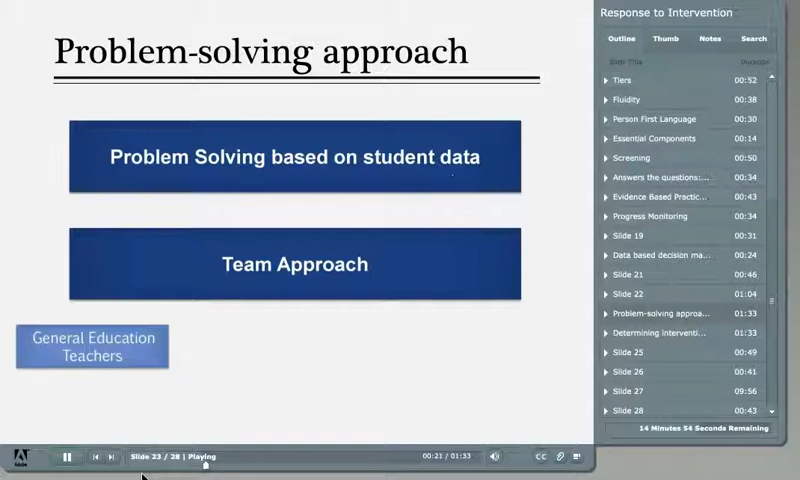 Problem-solving approach
Problem Solving based on student data
Team Approach
General Education
Teachers
Response to Intervention
Outline Thumb Notes Search
Slide Title Duration
Tiers 00:52
Fluidity 00:38
Person First Language 00:30
Essential Components 00:14
Screening 00:50
Answers the questions:... 00:34
Evidence Based Practic... 00:43
Progress Monitoring 00:34
Slide 19 00:31
Data based decision ma... 00:24
Slide 21 00:46
Slide 22 01:04
Problem-solving approa... 01:33
Determining interventi... 01:33
Slide 25 00:49
Slide 26 00:41
Slide 27 09:56
Slide 28 00:43
14 Minutes 54 Seconds Remaining
Adobe
Slide 23 / 28 | Playing
00:21 / 01:33
CC